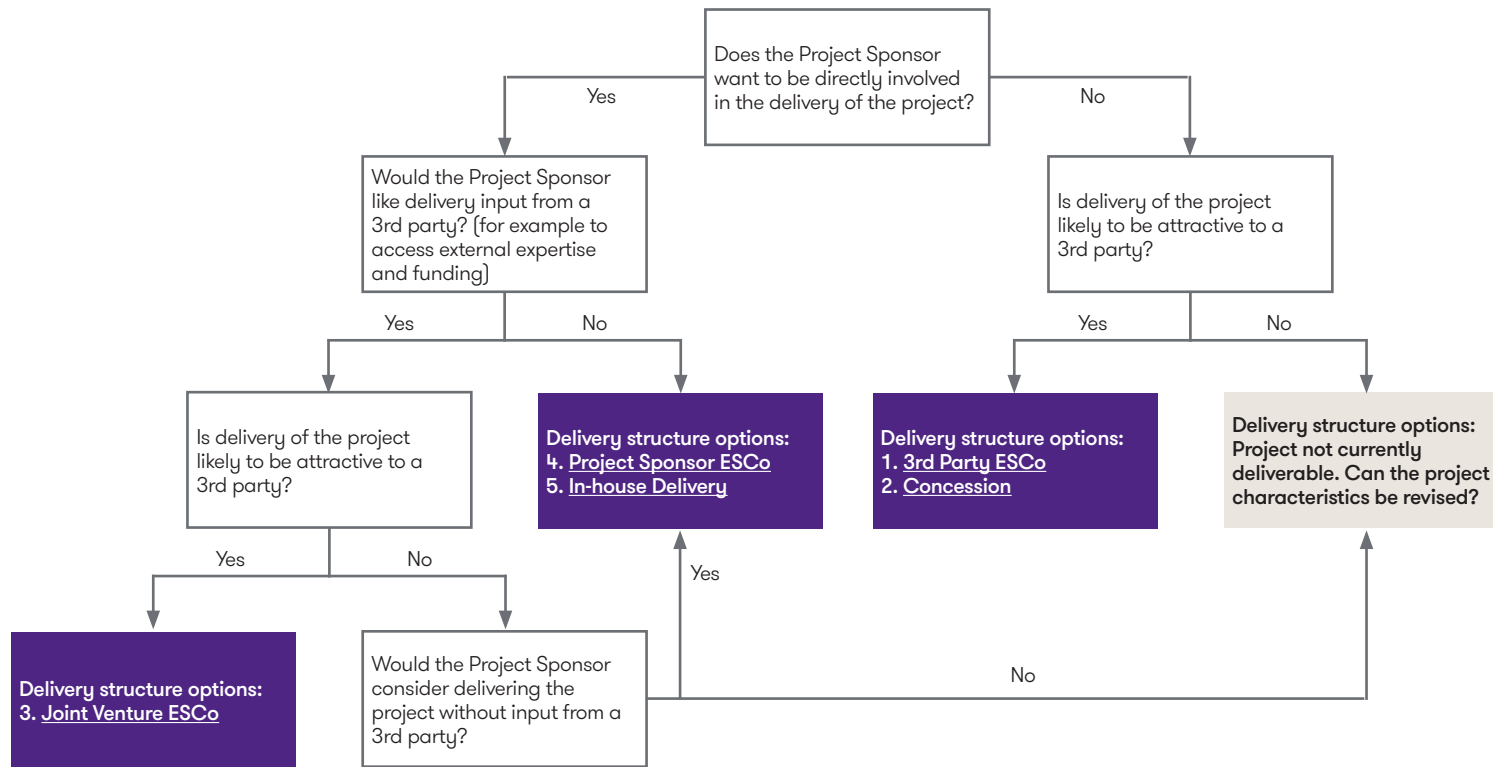 Does the Project Sponsor
want to be directly involved
in the delivery of the project?
Yes
No
Would the Project Sponsor
like delivery input from a
3rd party? (for example to
access external expertise
and funding)
Is delivery of the project
likely to be attractive to a
3rd party?
Yes
No
Yes
No
Is delivery of the project
likely to be attractive to a
3rd party?
Delivery structure options:
4. Project Sponsor ESCo
5. In-house Delivery
Delivery structure options:
1. 3rd Party ESCo
2. Concession
Delivery structure options:
Project not currently
deliverable. Can the project
characteristics be revised?
Yes
No
Yes
Delivery structure options:
3. Joint Venture ESCo
Would the Project Sponsor
consider delivering the
project without input from a
3rd party?
No